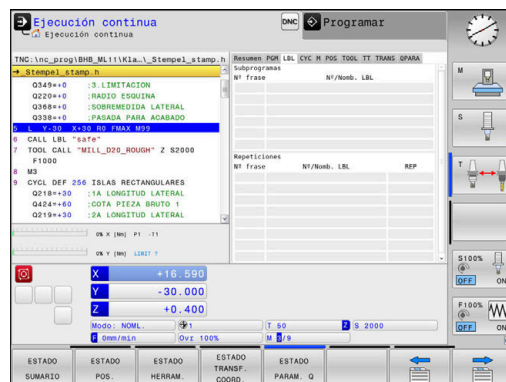 Ejecución continua
Ejecución continua
DNC
Programar
TNC:\nc_prog\BHB_ML11\Kla…\_Stempel_stamp.h
→_Stempel_stamp.h
Q349=+0 ;3.LIMITACION
Q220=+0 ;RADIO ESQUINA
Q368=+0 ;SOBREMEDIDA LATERAL
Q338=+0 ;PASADA PARA ACABADO
5 L Y-30 X+30 R0 FMAX M99
6 CALL LBL "safe"
7 TOOL CALL "MILL_D20_ROUGH" Z S2000
F1000
8 M3
9 CYCL DEF 256 ISLAS RECTANGULARES
Q218=+30 ;1A LONGITUD LATERAL
Q424=+60 ;COTA PIEZA BRUTO 1
Q219=+30 ;2A LONGITUD LATERAL
0% X [Nm] P1 -T1
0% Y [Nm] LIMIT ?
Resumen PGM LBL CYC M POS TOOL TT TRANS QPARA
Subprogramas
Nº frase Nº/Nomb. LBL
Repeticiones
Nº frase Nº/Nomb. LBL REP
X +16.590
Y -30.000
Z +0.400
Modo: NOML. 1 T 50 Z S 2000
F 0mm/min Ovr 100% M 3/9
M
S
T
S100%
OFF ON
F100%
OFF ON
ESTADO SUMARIO
ESTADO POS.
ESTADO HERRAM.
ESTADO TRANSF. COORD.
ESTADO PARAM. Q